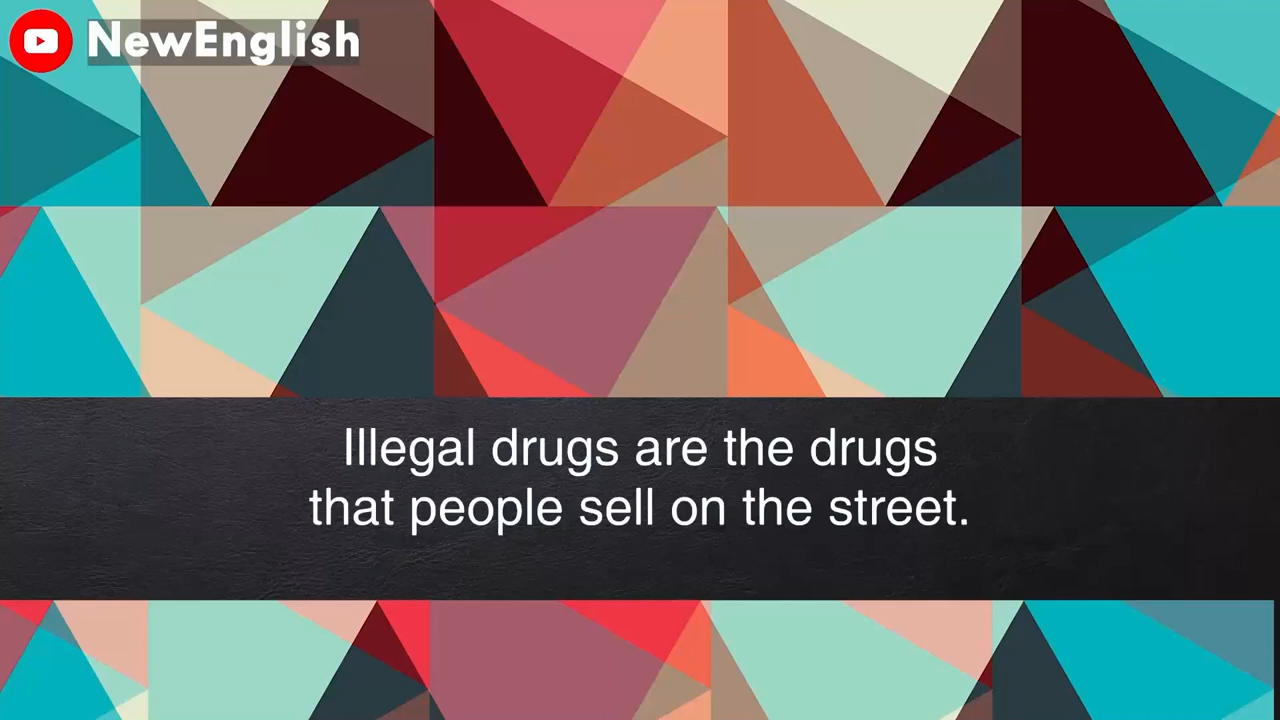 NewEnglish
Illegal drugs are the drugs
that people sell on the street.